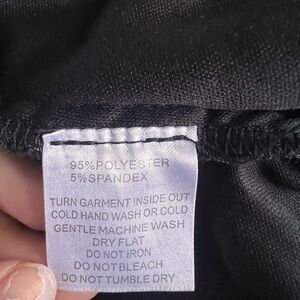 95%POLYESTER
5%SPANDEX
TURN GARMENT INSIDE OUT
COLD HAND WASH OR COLD
GENTLE MACHINE WASH
DRY FLAT
DO NOT IRON
DO NOT BLEACH
DO NOT TUMBLE DRY